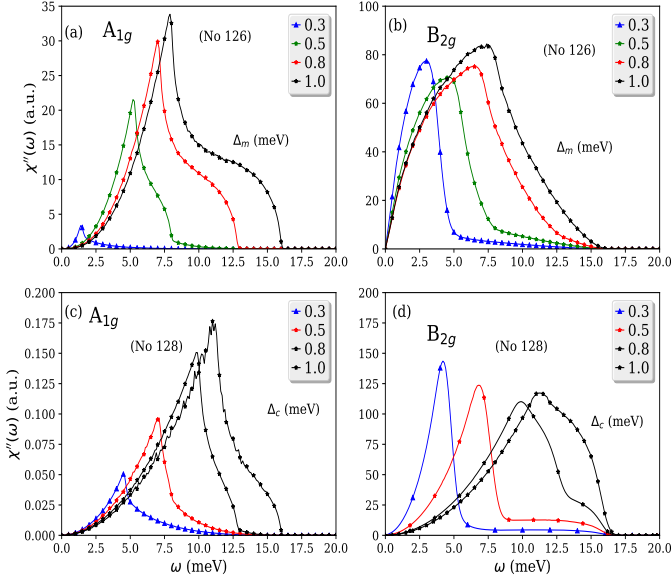 (a)
A1g
(No 126)
0.3
0.5
0.8
1.0
Δm (meV)
χ″(ω) (a.u.)
35
30
25
20
15
10
5
0
0.0 2.5 5.0 7.5 10.0 12.5 15.0 17.5 20.0
(b)
B2g
(No 126)
0.3
0.5
0.8
1.0
Δm (meV)
100
80
60
40
20
0
0.0 2.5 5.0 7.5 10.0 12.5 15.0 17.5 20.0
(c)
A1g
(No 128)
0.3
0.5
0.8
1.0
Δc (meV)
χ″(ω) (a.u.)
0.200
0.175
0.150
0.125
0.100
0.075
0.050
0.025
0.000
0.0 2.5 5.0 7.5 10.0 12.5 15.0 17.5 20.0
ω (meV)
(d)
B2g
(No 128)
0.3
0.5
0.8
1.0
Δc (meV)
200
175
150
125
100
75
50
25
0
0.0 2.5 5.0 7.5 10.0 12.5 15.0 17.5 20.0
ω (meV)